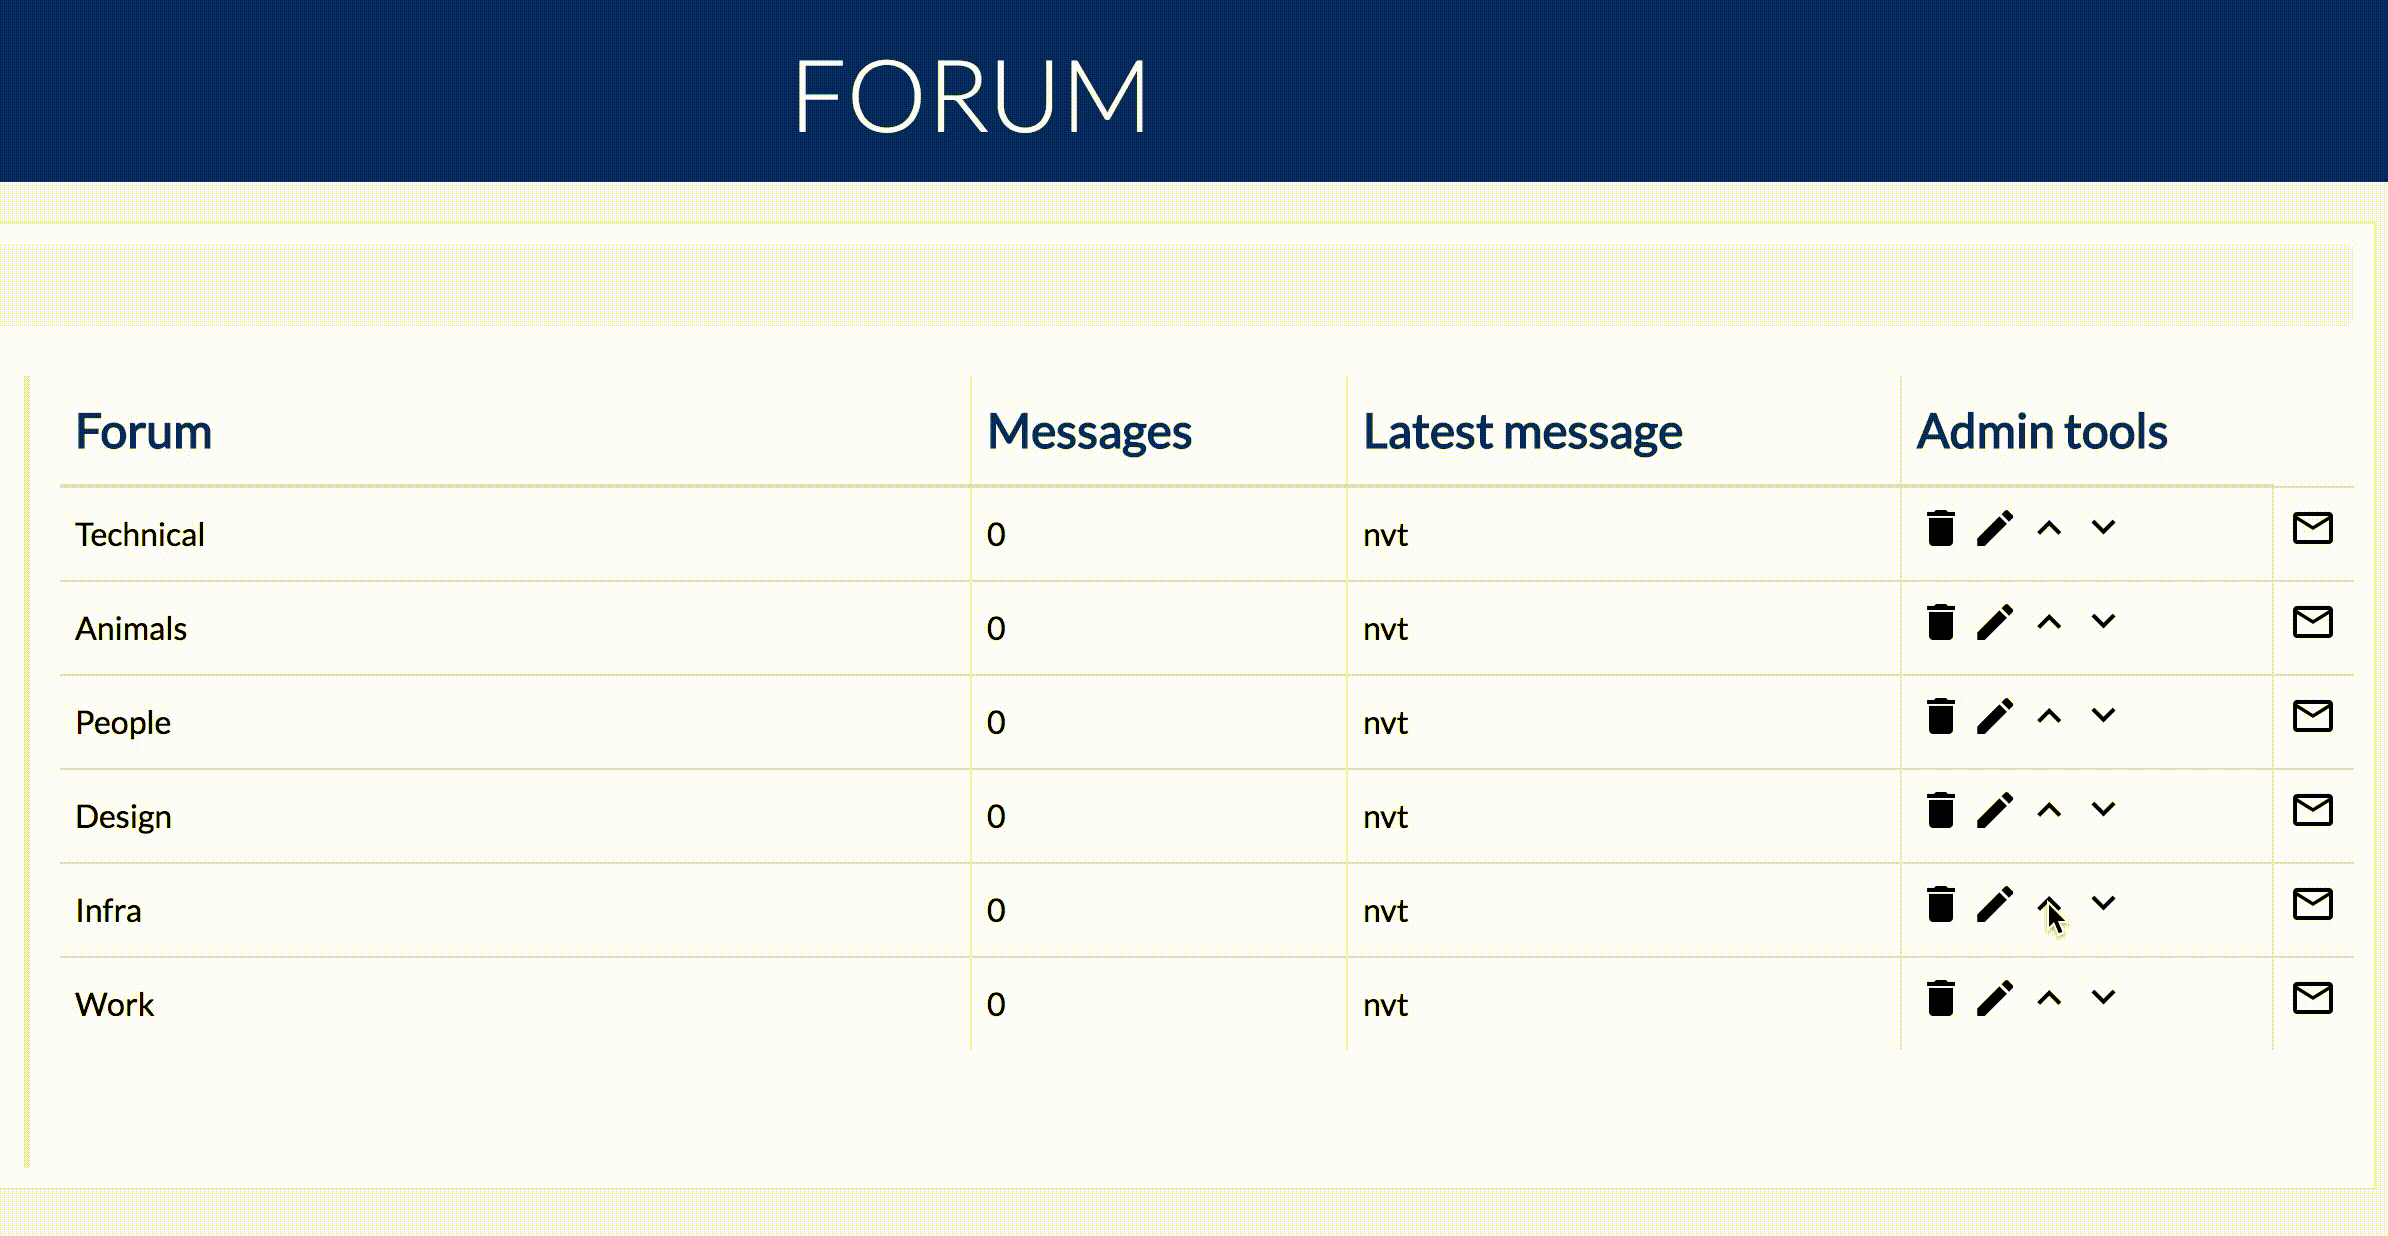 FORUM
Forum Messages Latest message Admin tools
Technical 0 nvt
Animals 0 nvt
People 0 nvt
Design 0 nvt
Infra 0 nvt
Work 0 nvt